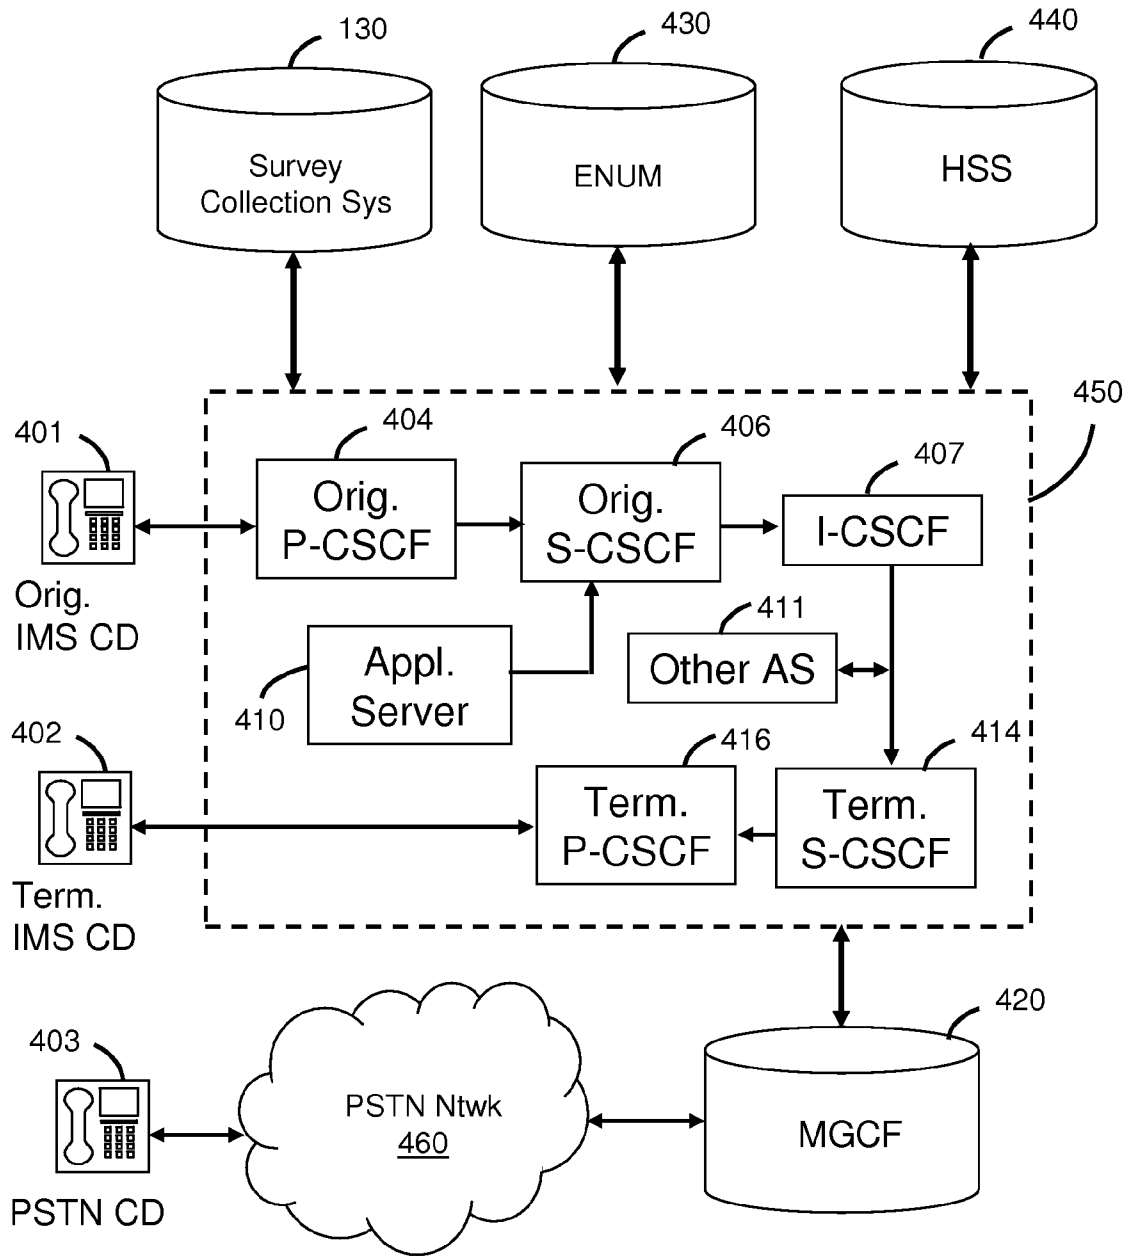 130
430
440
Survey
Collection Sys
ENUM
HSS
450
401
404
406
407
Orig.
P-CSCF
Orig.
S-CSCF
I-CSCF
Orig.
IMS CD
411
Appl.
Server
Other AS
410
402
416
414
Term.
P-CSCF
Term.
S-CSCF
Term.
IMS CD
420
403
PSTN Ntwk
460
MGCF
PSTN CD